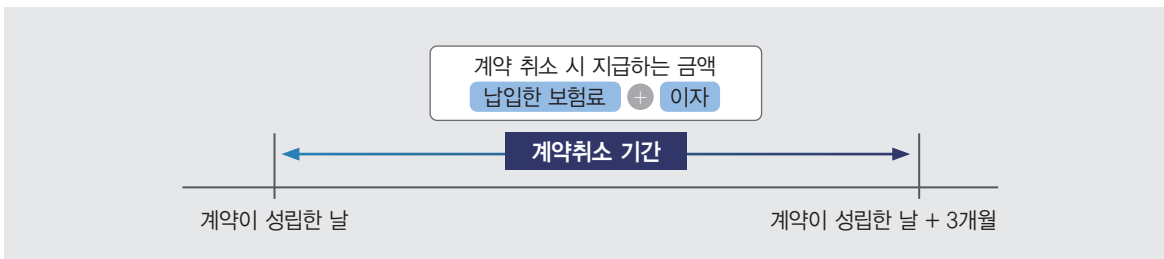 계약 취소 시 지급하는 금액
납입한 보험료 + 이자
계약취소 기간
계약이 성립한 날
계약이 성립한 날 + 3개월